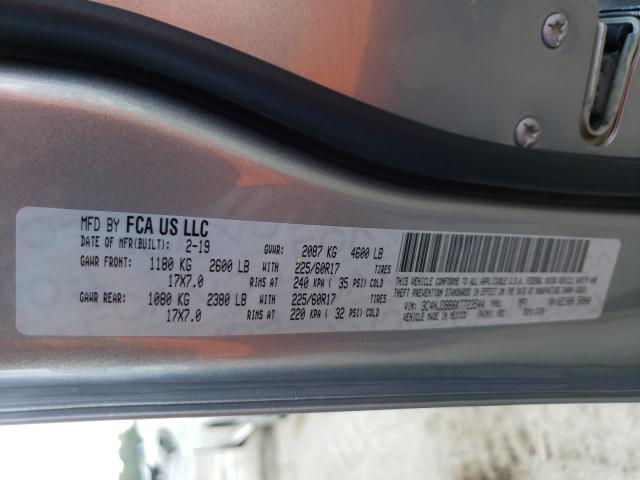 MFD BY FCA US LLC
DATE OF MFR(BUILT): 2-19 GVWR: 2087 KG 4600 LB
GAWR FRONT: 1180 KG 2600 LB WITH 225/60R17 TIRES
17X7.0 RIMS AT 240 KPA ( 35 PSI) COLD
GAWR REAR: 1080 KG 2380 LB WITH 225/60R17 TIRES
17X7.0 RIMS AT 220 KPA ( 32 PSI) COLD
THIS VEHICLE CONFORMS TO ALL APPLICABLE U.S.A. FEDERAL MOTOR VEHICLE SAFETY AND
THEFT PREVENTION STANDARDS IN EFFECT ON THE DATE OF MANUFACTURE SHOWN ABOVE
VIN: TYPE: MPV
VEHICLE MADE IN MEXICO PAINT: